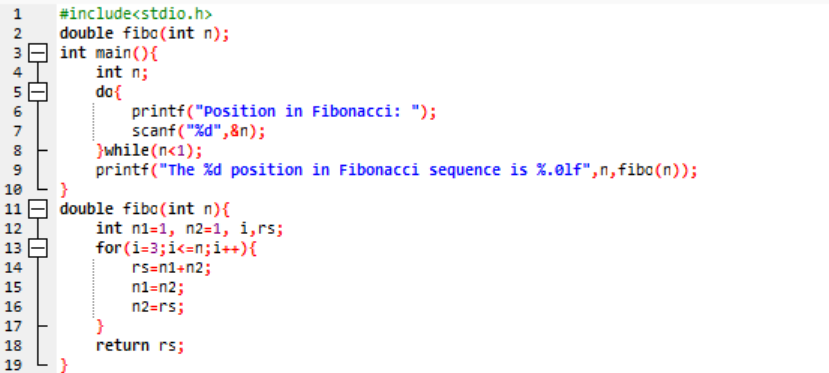 1 #include<stdio.h>
2 double fibo(int n);
3 int main(){
4 int n;
5 do{
6 printf("Position in Fibonacci: ");
7 scanf("%d",&n);
8 }while(n<1);
9 printf("The %d position in Fibonacci sequence is %.0lf",n,fibo(n));
10 }
11 double fibo(int n){
12 int n1=1, n2=1, i,rs;
13 for(i=3;i<=n;i++){
14 rs=n1+n2;
15 n1=n2;
16 n2=rs;
17 }
18 return rs;
19 }